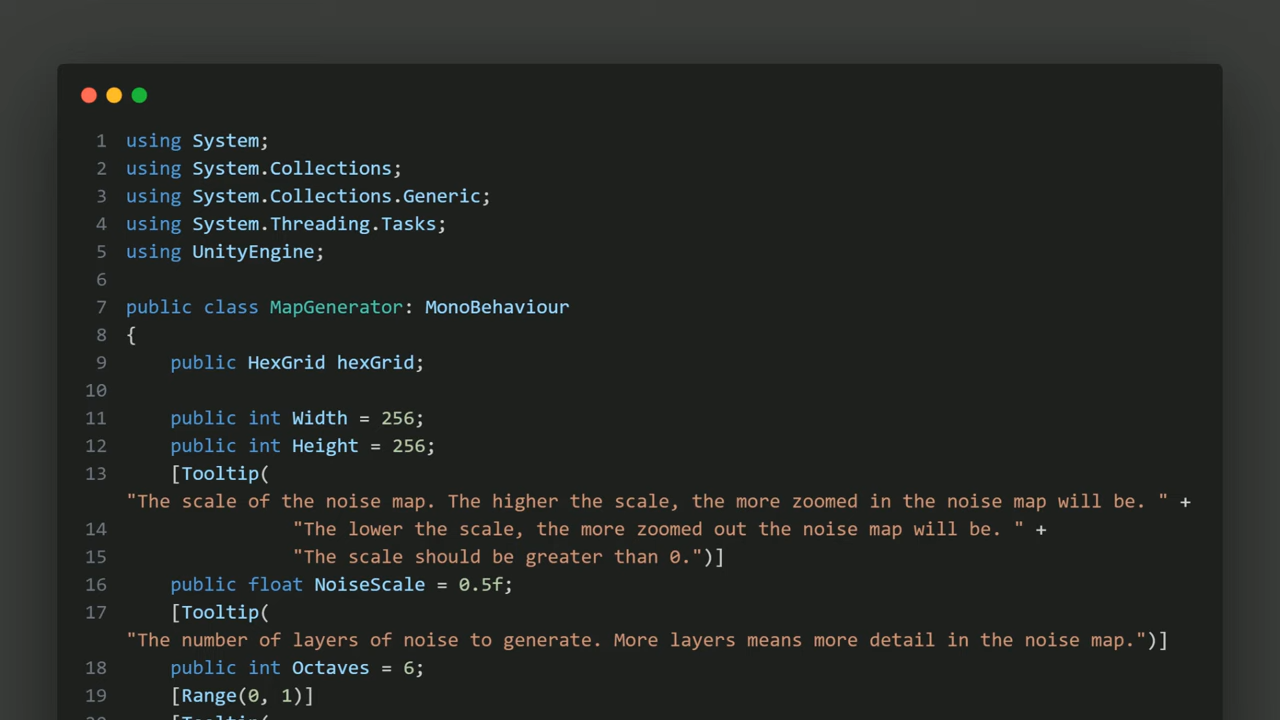 1 using System;
2 using System.Collections;
3 using System.Collections.Generic;
4 using System.Threading.Tasks;
5 using UnityEngine;
6
7 public class MapGenerator: MonoBehaviour
8 {
9     public HexGrid hexGrid;
10
11     public int Width = 256;
12     public int Height = 256;
13     [Tooltip(
"The scale of the noise map. The higher the scale, the more zoomed in the noise map will be. " +
14                "The lower the scale, the more zoomed out the noise map will be. " +
15                "The scale should be greater than 0.")]
16     public float NoiseScale = 0.5f;
17     [Tooltip(
"The number of layers of noise to generate. More layers means more detail in the noise map.")]
18     public int Octaves = 6;
19     [Range(0, 1)]
20     [Tooltip(